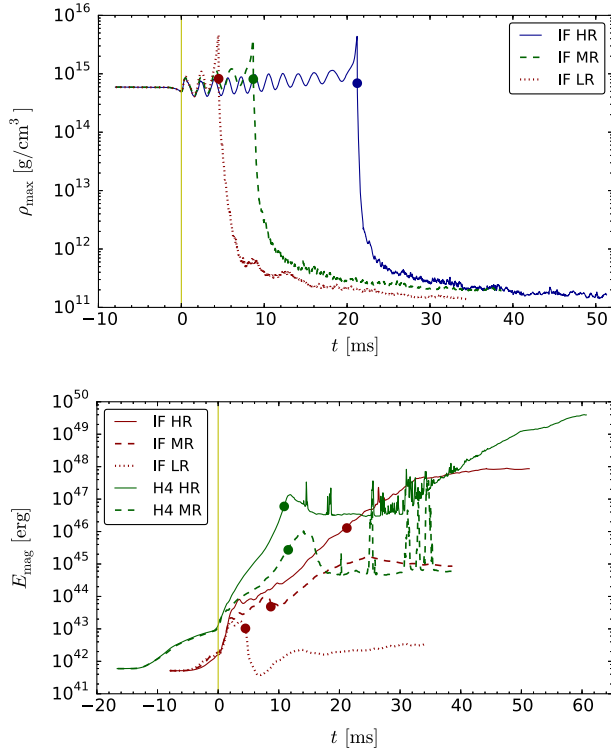 10^16
10^15
10^14
10^13
10^12
10^11
ρ_max [g/cm^3]
IF HR
IF MR
IF LR
−10 0 10 20 30 40 50
t [ms]
10^50
10^49
10^48
10^47
10^46
10^45
10^44
10^43
10^42
10^41
E_mag [erg]
IF HR
IF MR
IF LR
H4 HR
H4 MR
−20 −10 0 10 20 30 40 50 60
t [ms]